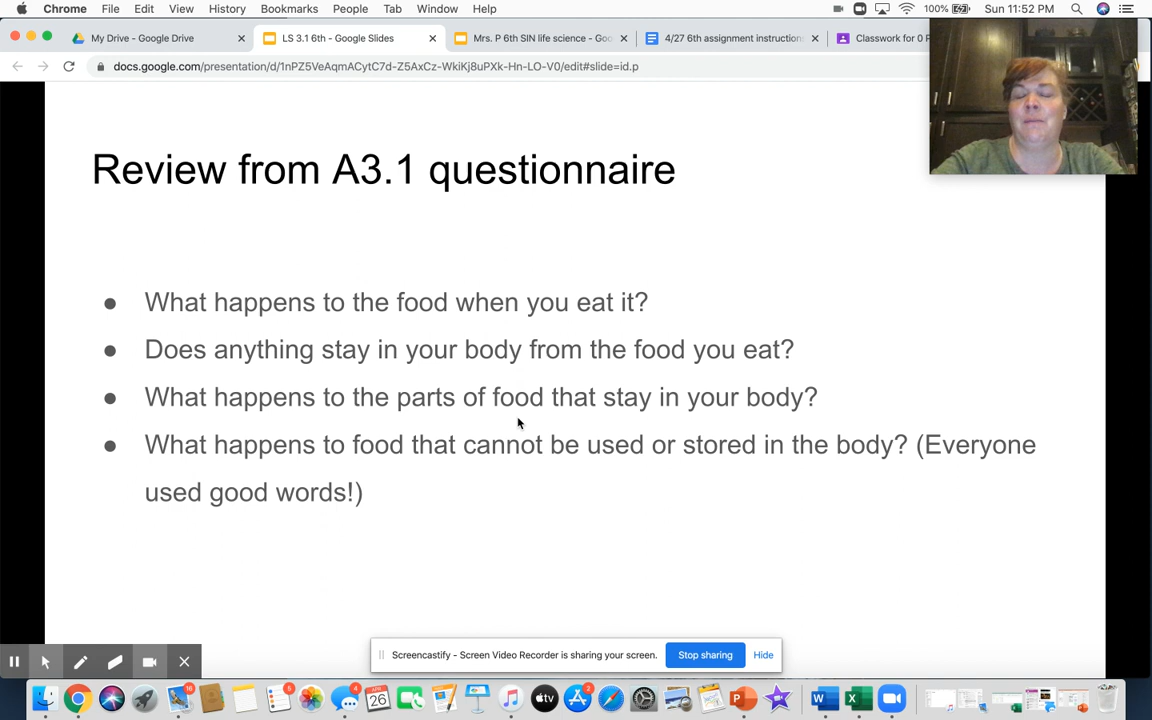 Chrome File Edit View History Bookmarks People Tab Window Help 100% Sun 11:52 PM
My Drive - Google Drive LS 3.1 6th - Google Slides Mrs. P 6th SIN life science - Goo 4/27 6th assignment instruction Classwork for 0 P
docs.google.com/presentation/d/1nPZ5VeAqmACytC7d-Z5AxCz-WkiKj8uPXk-Hn-LO-V0/edit#slide=id.p
Review from A3.1 questionnaire
● What happens to the food when you eat it?
● Does anything stay in your body from the food you eat?
● What happens to the parts of food that stay in your body?
● What happens to food that cannot be used or stored in the body? (Everyone
used good words!)
Screencastify - Screen Video Recorder is sharing your screen. Stop sharing Hide